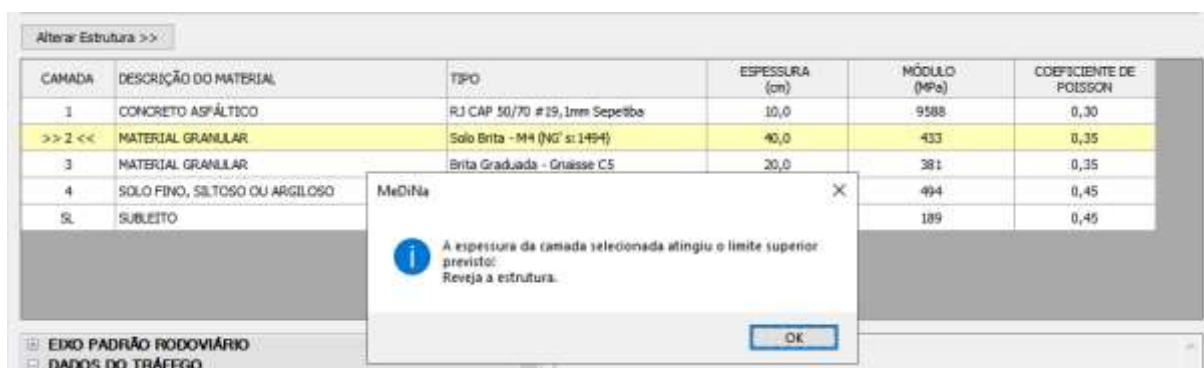 Alterar Estrutura >>
CAMADA DESCRIÇÃO DO MATERIAL TIPO ESPESSURA (cm) MÓDULO (MPa) COEFICIENTE DE POISSON
1 CONCRETO ASFÁLTICO RJ CAP 50/70 #19,1mm Sepetiba 10,0 9588 0,30
>> 2 << MATERIAL GRANULAR Solo Brita - M4 (NG' s: 1494) 40,0 433 0,35
3 MATERIAL GRANULAR Brita Graduada - Gnaisse C5 20,0 381 0,35
4 SOLO FINO, SILTOSO OU ARGILOSO 494 0,45
SL SUBLEITO 189 0,45
MeDiNa
A espessura da camada selecionada atingiu o limite superior
previsto:
Reveja a estrutura.
OK
EIXO PADRÃO RODOVIÁRIO
DADOS DO TRÁFEGO